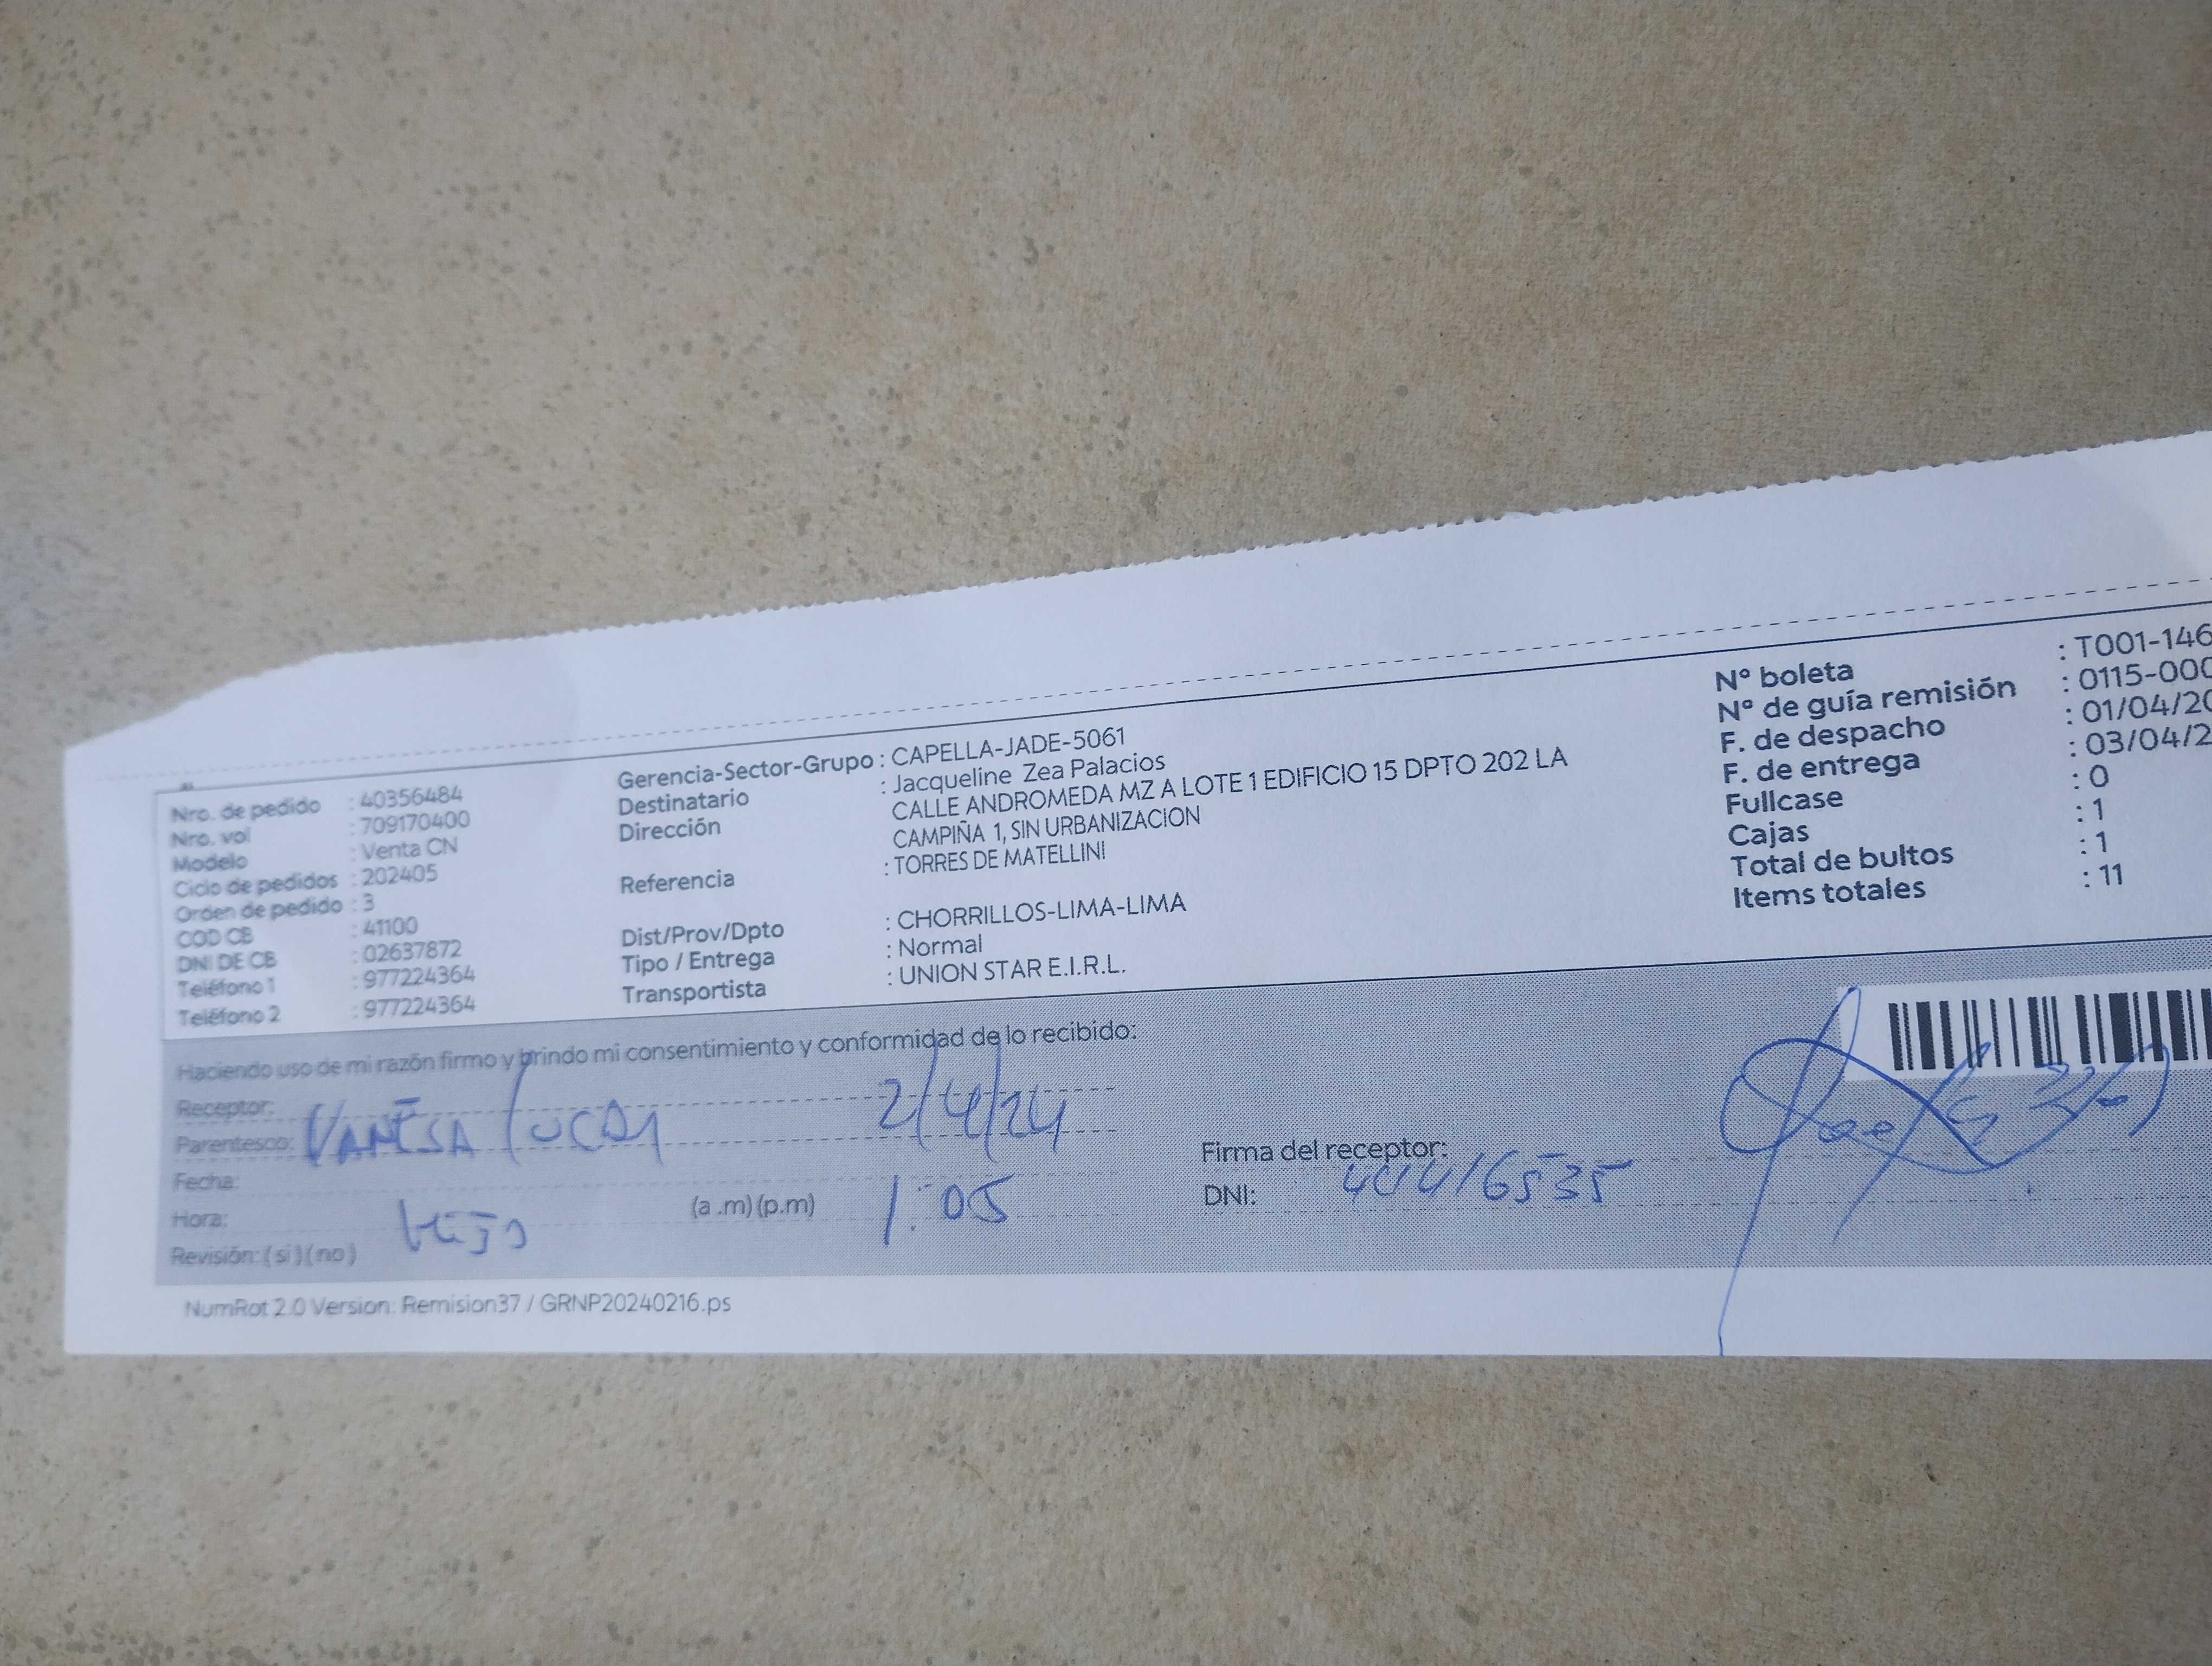 Nro. de pedido : 40356484
Nro. vol : 709170400
Modelo : Venta CN
Ciclo de pedidos : 202405
Orden de pedido : 3
COD CB : 41100
DNI DE CB : 02637872
Teléfono 1 : 977224364
Teléfono 2 : 977224364
Gerencia-Sector-Grupo : CAPELLA-JADE-5061
Destinatario : Jacqueline Zea Palacios
Dirección CALLE ANDROMEDA MZ A LOTE 1 EDIFICIO 15 DPTO 202 LA
CAMPIÑA 1, SIN URBANIZACION
Referencia : TORRES DE MATELLINI
Dist/Prov/Dpto : CHORRILLOS-LIMA-LIMA
Tipo / Entrega : Normal
Transportista : UNION STAR E.I.R.L.
Nº boleta : T001-146
Nº de guía remisión : 0115-000
F. de despacho : 01/04/20
F. de entrega : 03/04/2
Fullcase : 0
Cajas : 1
Total de bultos : 1
Items totales : 11
Haciendo uso de mi razón firmo y brindo mi consentimiento y conformidad de lo recibido:
Receptor:
Parentesco: VANESA 2/4/24
Fecha:
Hora: (a .m) (p.m) 1:05
Revisión: ( si ) ( no )
Firma del receptor:
DNI: 40416535
NumRot 2.0 Version: Remision37 / GRNP20240216.ps